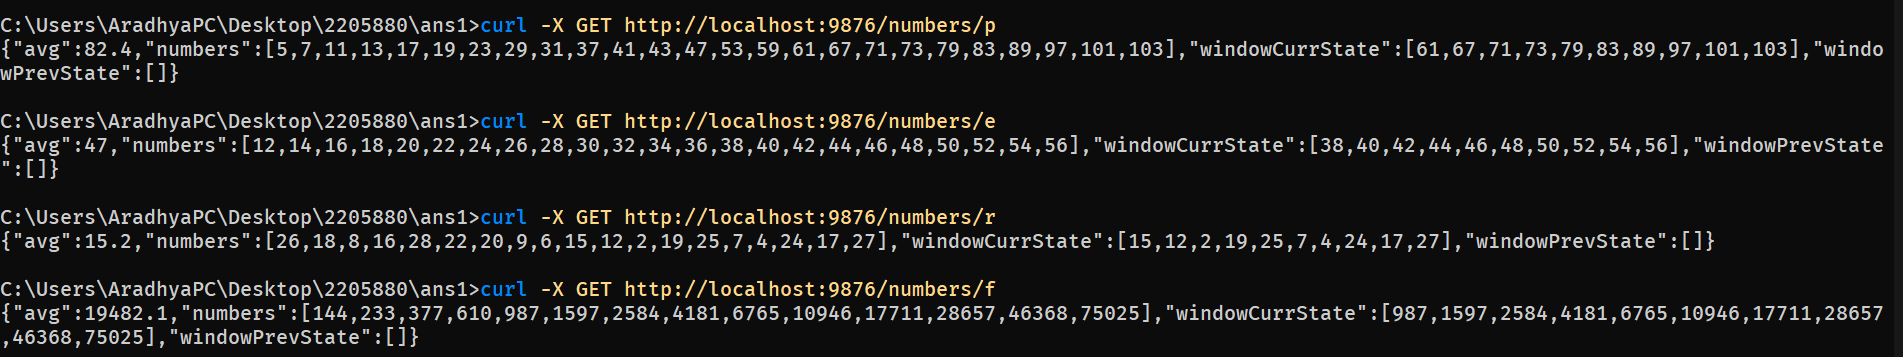 C:\Users\AradhyaPC\Desktop\2205880\ans1>curl -X GET http://localhost:9876/numbers/p
{"avg":82.4,"numbers":[5,7,11,13,17,19,23,29,31,37,41,43,47,53,59,61,67,71,73,79,83,89,97,101,103],"windowCurrState":[61,67,71,73,79,83,89,97,101,103],"windo
wPrevState":[]}
C:\Users\AradhyaPC\Desktop\2205880\ans1>curl -X GET http://localhost:9876/numbers/e
{"avg":47,"numbers":[12,14,16,18,20,22,24,26,28,30,32,34,36,38,40,42,44,46,48,50,52,54,56],"windowCurrState":[38,40,42,44,46,48,50,52,54,56],"windowPrevState
":[]}
C:\Users\AradhyaPC\Desktop\2205880\ans1>curl -X GET http://localhost:9876/numbers/r
{"avg":15.2,"numbers":[26,18,8,16,28,22,20,9,6,15,12,2,19,25,7,4,24,17,27],"windowCurrState":[15,12,2,19,25,7,4,24,17,27],"windowPrevState":[]}
C:\Users\AradhyaPC\Desktop\2205880\ans1>curl -X GET http://localhost:9876/numbers/f
{"avg":19482.1,"numbers":[144,233,377,610,987,1597,2584,4181,6765,10946,17711,28657,46368,75025],"windowCurrState":[987,1597,2584,4181,6765,10946,17711,28657
,46368,75025],"windowPrevState":[]}